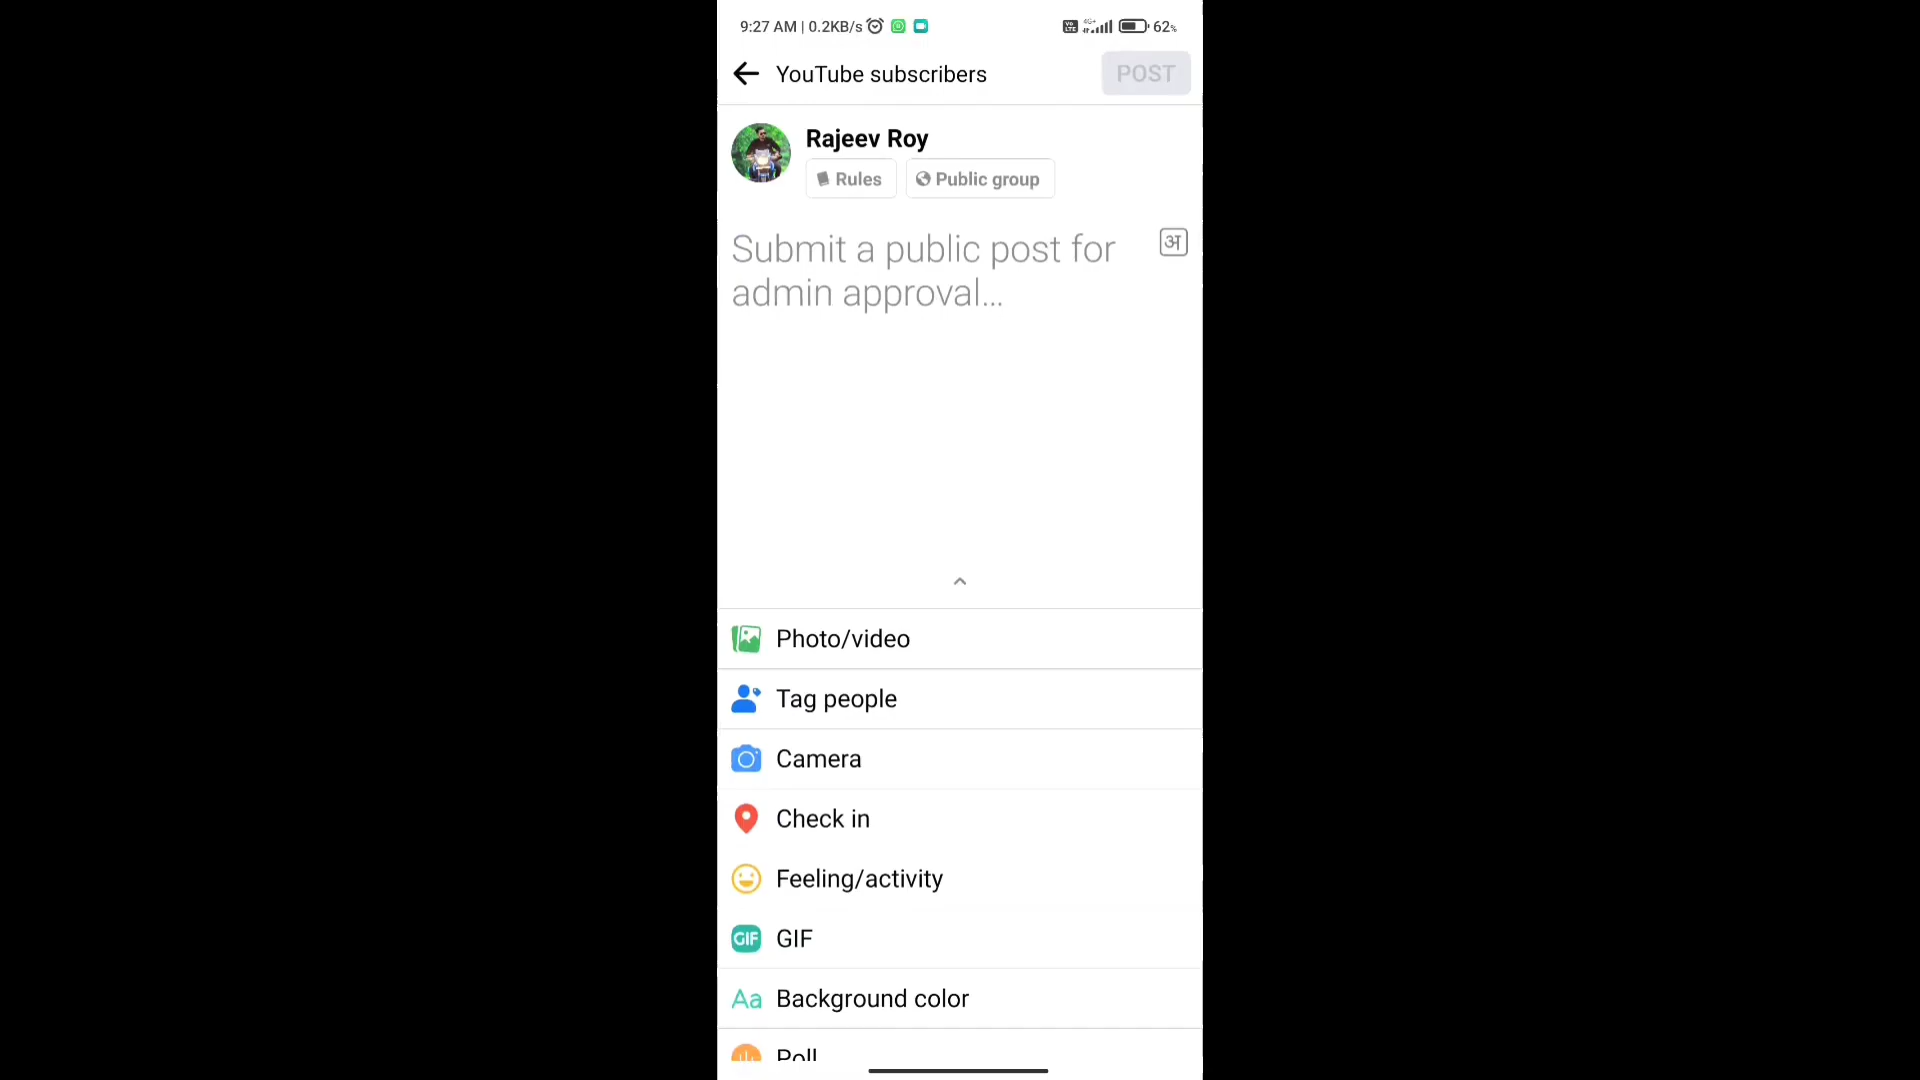 9:27 AM | 0.2KB/s 62%
YouTube subscribers POST
Rajeev Roy
Rules Public group
Submit a public post for अ
admin approval...
Photo/video
Tag people
Camera
Check in
Feeling/activity
GIF GIF
Aa Background color
Poll